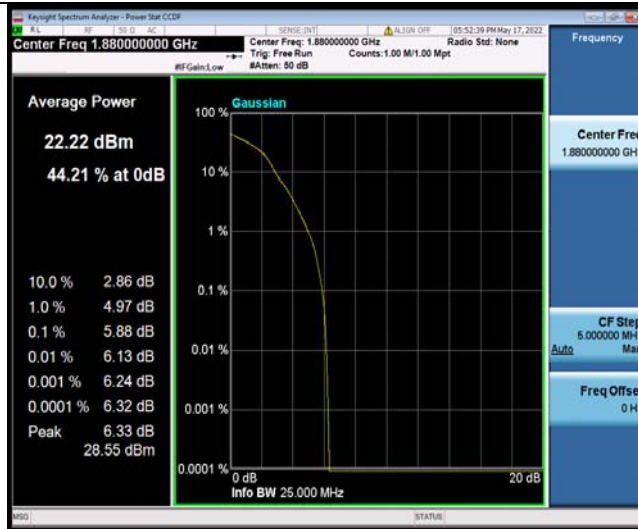 Keysight Spectrum Analyzer - Power Stat CCDF
RL RF 50 Ω AC SENSE:INT ALIGN OFF 05:52:39 PM May 17, 2022
Center Freq 1.880000000 GHz
Center Freq: 1.880000000 GHz Radio Std: None
Trig: Free Run Counts:1.00 M/1.00 Mpt
#IFGain:Low #Atten: 50 dB
Frequency
Average Power
22.22 dBm
44.21 % at 0dB
10.0 % 2.86 dB
1.0 % 4.97 dB
0.1 % 5.88 dB
0.01 % 6.13 dB
0.001 % 6.24 dB
0.0001 % 6.32 dB
Peak 6.33 dB
28.55 dBm
Gaussian
100 %
10 %
1 %
0.1 %
0.01 %
0.001 %
0.0001 %
0 dB 20 dB
Info BW 25.000 MHz
Center Fre
1.880000000 GH
CF Step
5.000000 MH
Auto Ma
Freq Offse
0 H
MSG STATUS